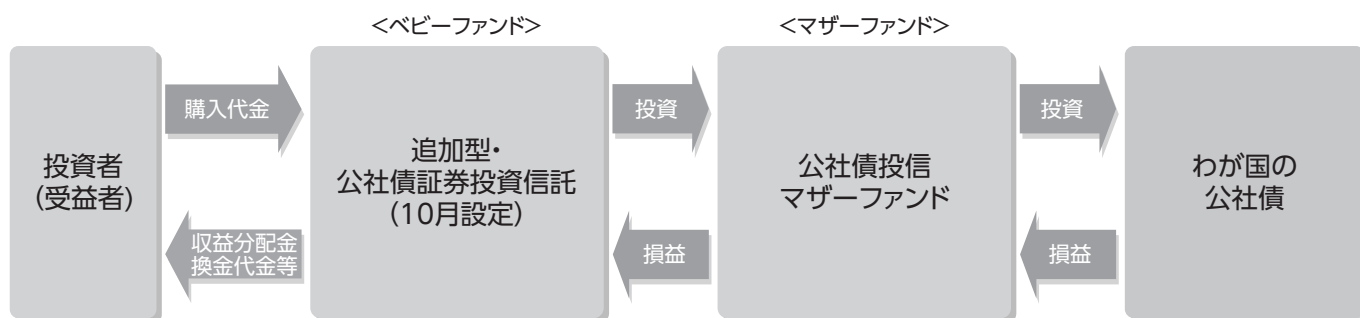 <ベビーファンド>
<マザーファンド>
投資者
(受益者)
購入代金
収益分配金
換金代金等
追加型・
公社債証券投資信託
(10月設定)
投資
損益
公社債投信
マザーファンド
投資
損益
わが国の
公社債